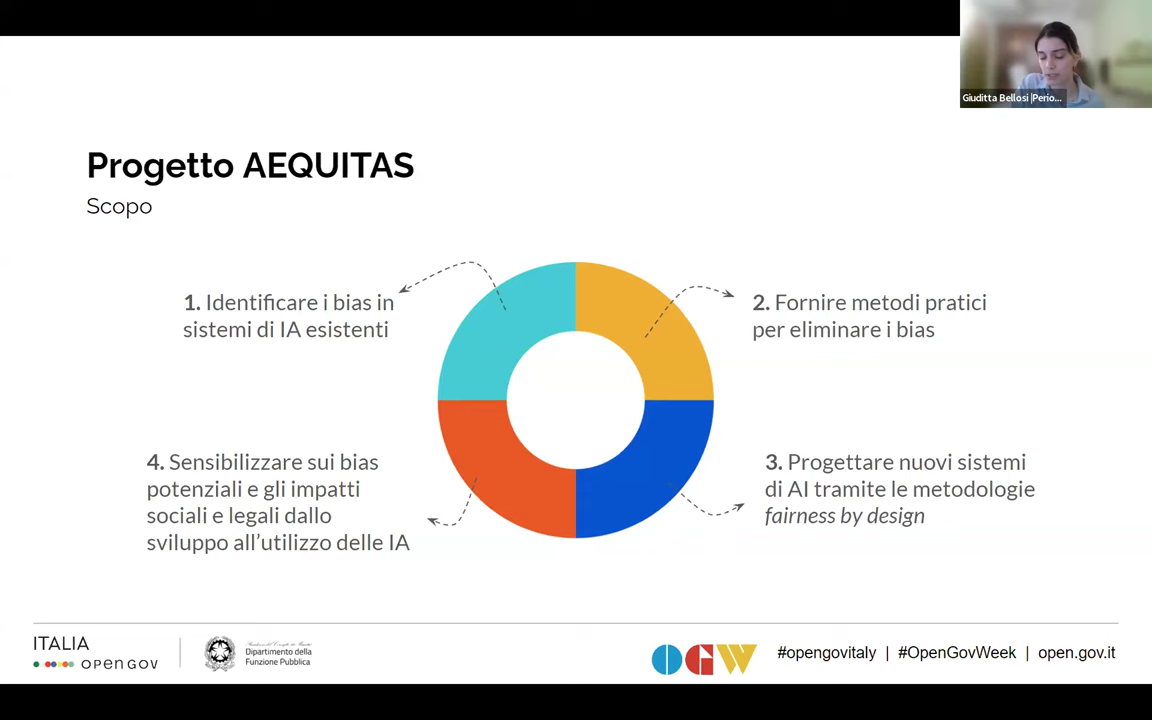 Giuditta Bellosi |Perio...
Progetto AEQUITAS
Scopo
1. Identificare i bias in
sistemi di IA esistenti
2. Fornire metodi pratici
per eliminare i bias
4. Sensibilizzare sui bias
potenziali e gli impatti
sociali e legali dallo
sviluppo all'utilizzo delle IA
3. Progettare nuovi sistemi
di AI tramite le metodologie
fairness by design
ITALIA
OPEN GOV
Dipartimento della
Funzione Pubblica
OGW
#opengovitaly | #OpenGovWeek | open.gov.it